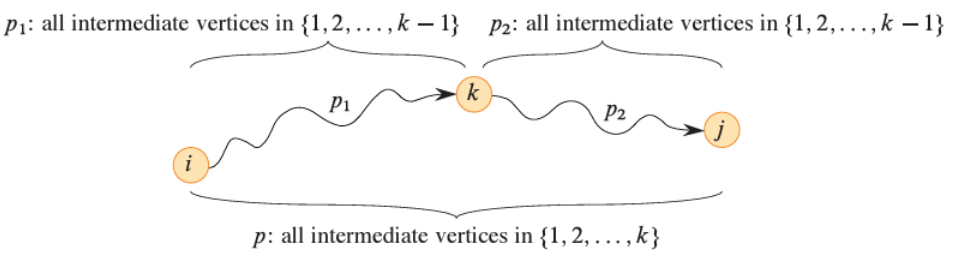 p₁: all intermediate vertices in {1, 2, . . . , k − 1} p₂: all intermediate vertices in {1, 2, . . . , k − 1}
k
p₁
p₂
j
i
p: all intermediate vertices in {1, 2, . . . , k}